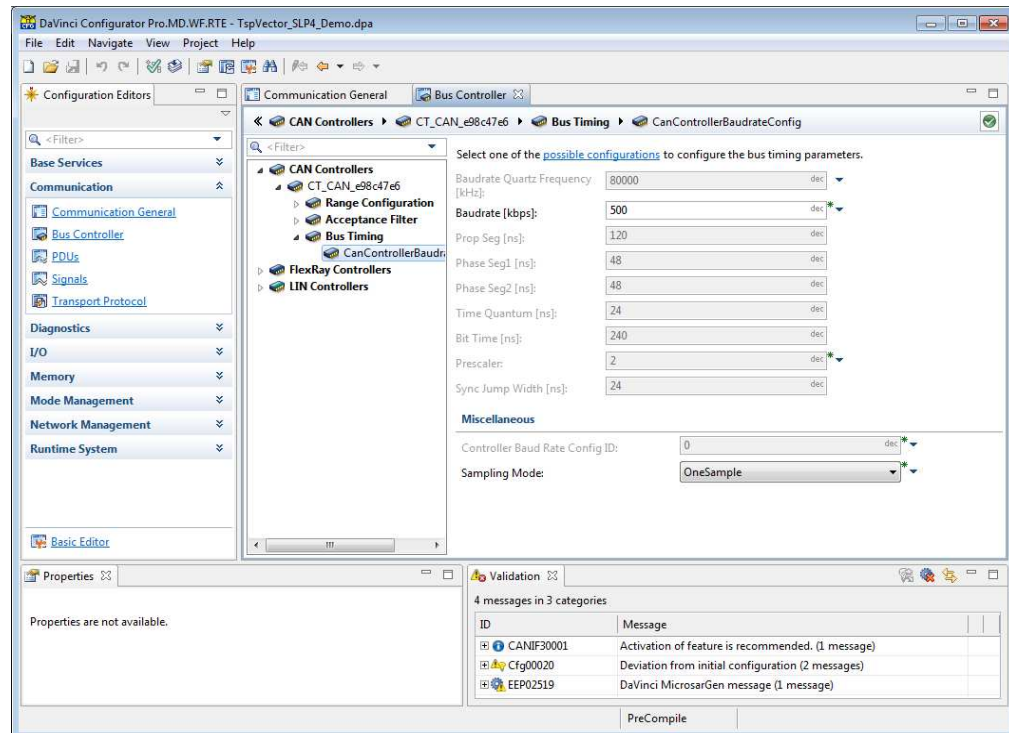 DaVinci Configurator Pro.MD.WF.RTE - TspVector_SLP4_Demo.dpa
File Edit Navigate View Project Help
Configuration Editors
<Filter>
Base Services
Communication
Communication General
Bus Controller
PDUs
Signals
Transport Protocol
Diagnostics
I/O
Memory
Mode Management
Network Management
Runtime System
Basic Editor
Communication General
Bus Controller
CAN Controllers CT_CAN_e98c47e6 Bus Timing CanControllerBaudrateConfig
<Filter>
CAN Controllers
CT_CAN_e98c47e6
Range Configuration
Acceptance Filter
Bus Timing
CanControllerBaudra
FlexRay Controllers
LIN Controllers
Select one of the possible configurations to configure the bus timing parameters.
Baudrate Quartz Frequency [kHz]: 80000 dec
Baudrate [kbps]: 500 dec
Prop Seg [ns]: 120 dec
Phase Seg1 [ns]: 48 dec
Phase Seg2 [ns]: 48 dec
Time Quantum [ns]: 24 dec
Bit Time [ns]: 240 dec
Prescaler: 2 dec
Sync Jump Width [ns]: 24 dec
Miscellaneous
Controller Baud Rate Config ID: 0 dec
Sampling Mode: OneSample
Properties
Properties are not available.
Validation
4 messages in 3 categories
ID Message
CANIF30001 Activation of feature is recommended. (1 message)
Cfg00020 Deviation from initial configuration (2 messages)
EEP02519 DaVinci MicrosarGen message (1 message)
PreCompile